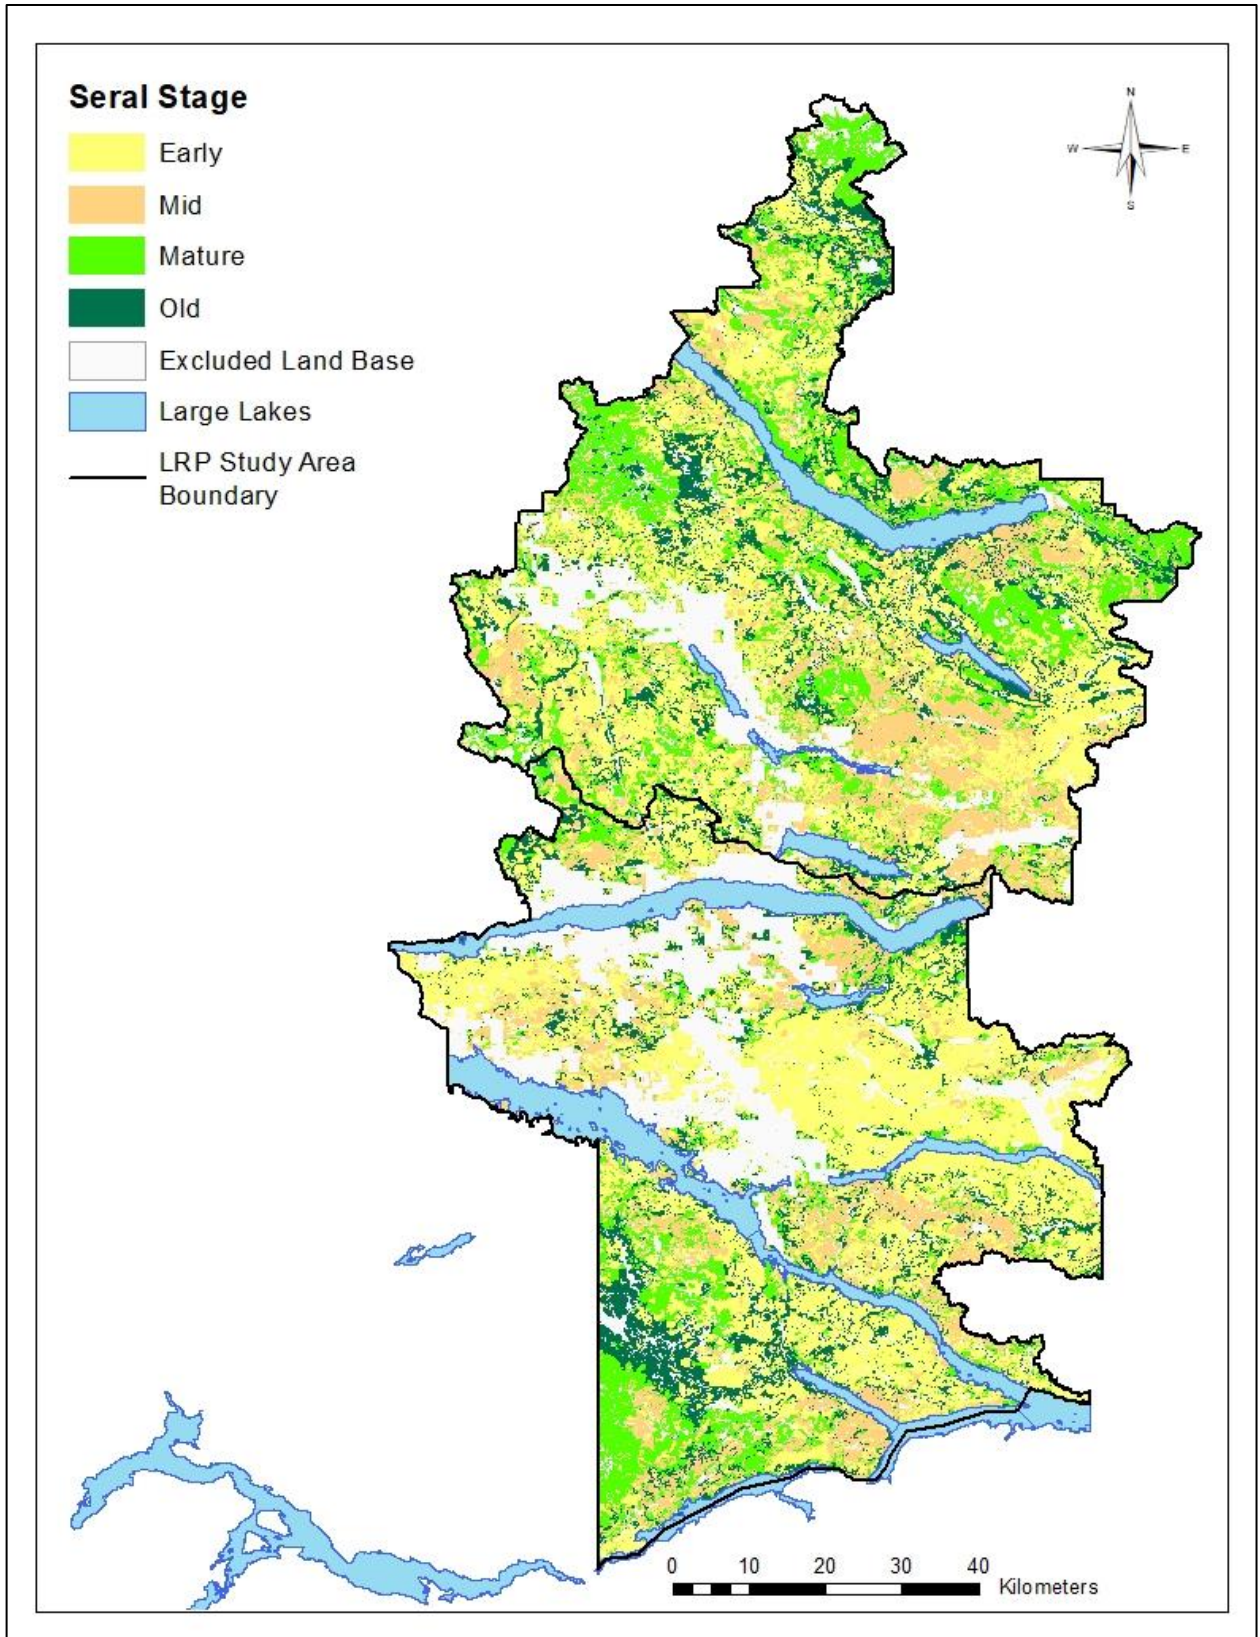 Seral Stage
Early
Mid
Mature
Old
Excluded Land Base
Large Lakes
LRP Study Area
Boundary
N
W E
S
0 10 20 30 40
Kilometers